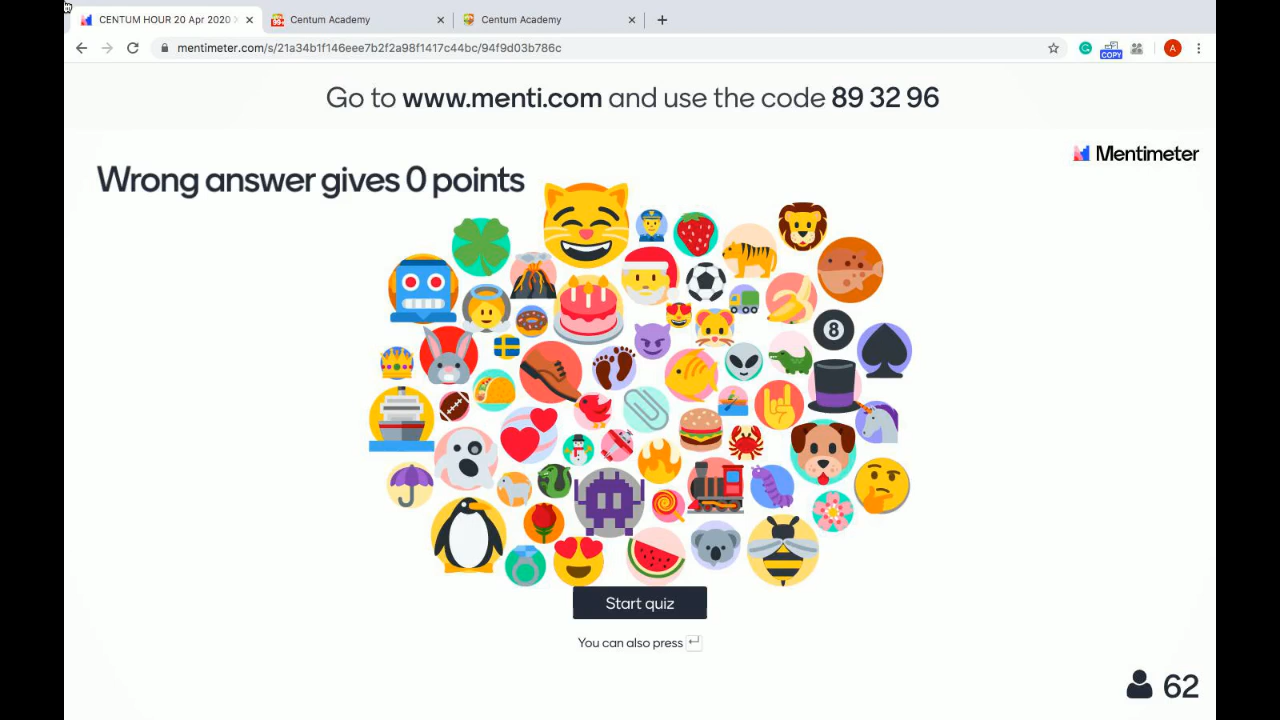 CENTUM HOUR 20 Apr 2020
Centum Academy
Centum Academy
mentimeter.com/s/21a34b1f146eee7b2f2a98f1417c44bc/94f9d03b786c
COPY
A
Go to www.menti.com and use the code 89 32 96
Mentimeter
Wrong answer gives 0 points
8
Start quiz
You can also press
62